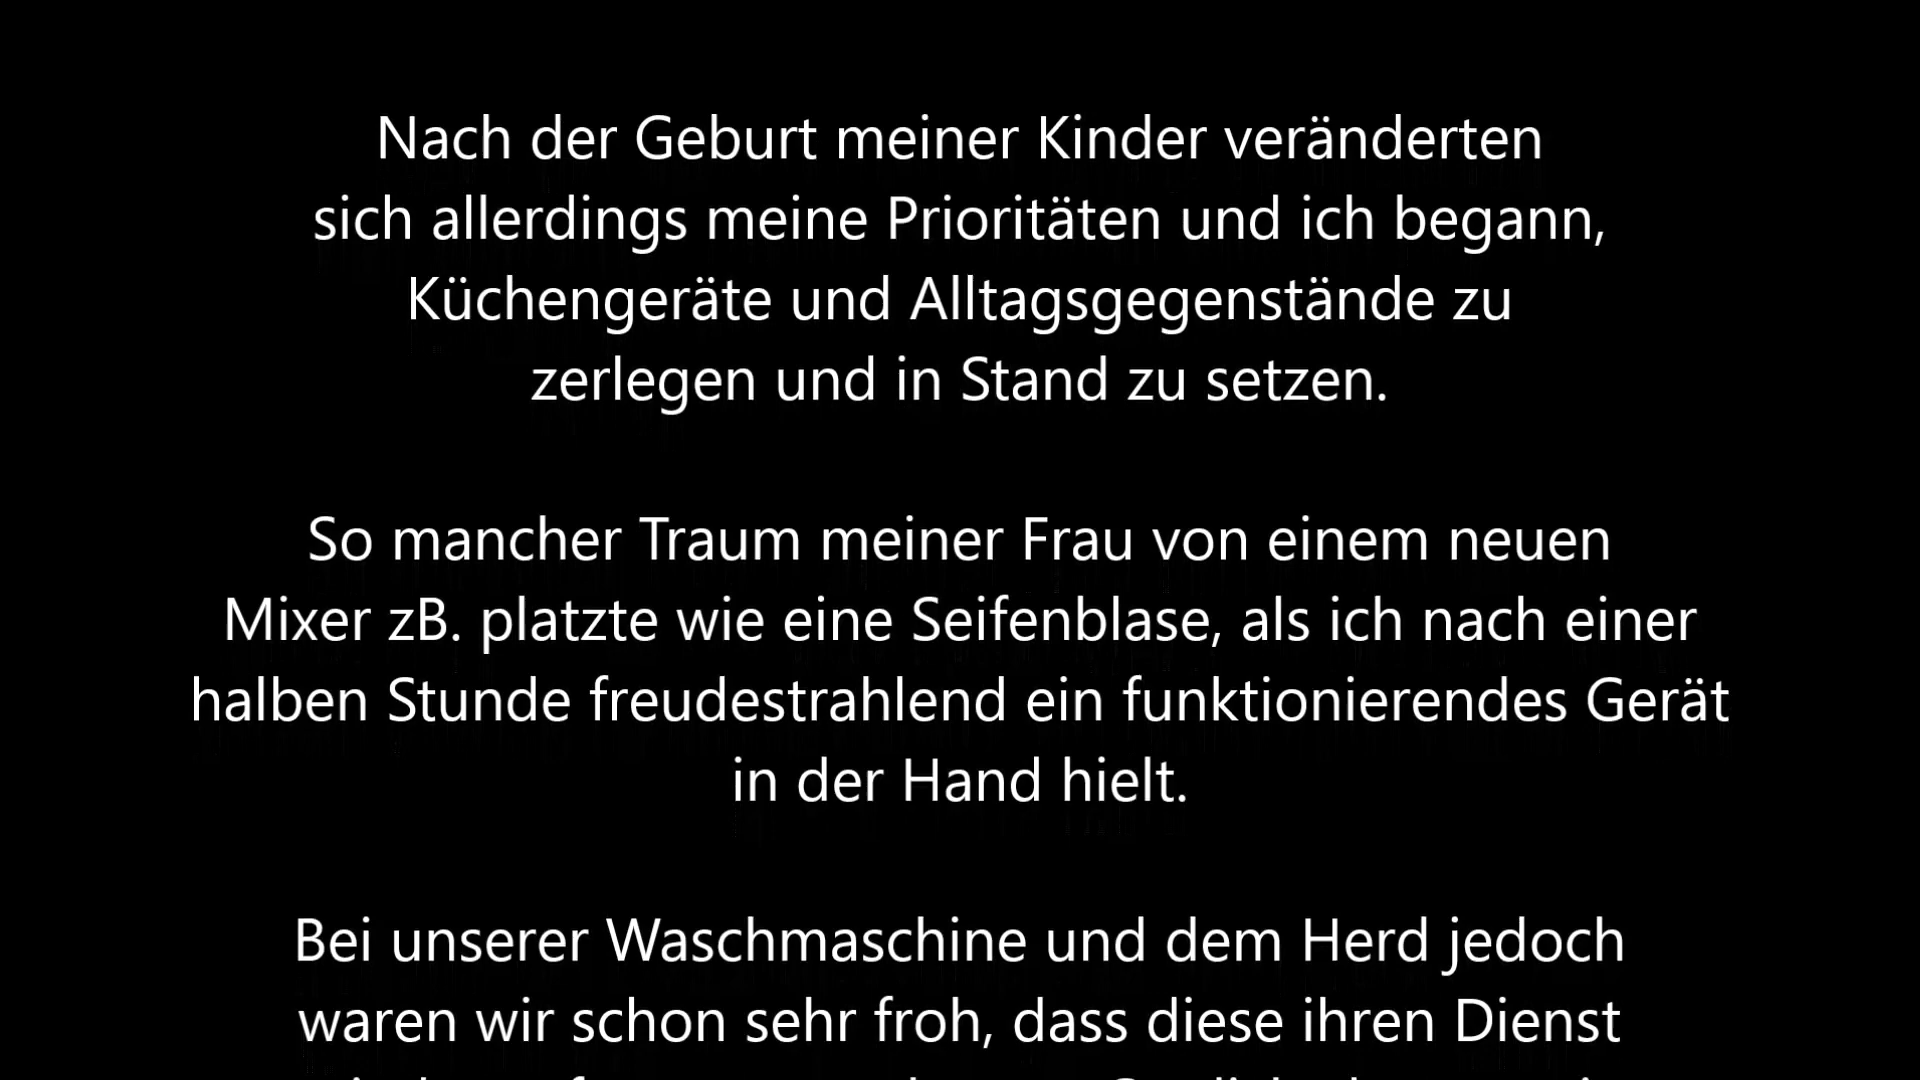 Nach der Geburt meiner Kinder veränderten
sich allerdings meine Prioritäten und ich begann,
Küchengeräte und Alltagsgegenstände zu
zerlegen und in Stand zu setzen.
So mancher Traum meiner Frau von einem neuen
Mixer zB. platzte wie eine Seifenblase, als ich nach einer
halben Stunde freudestrahlend ein funktionierendes Gerät
in der Hand hielt.
Bei unserer Waschmaschine und dem Herd jedoch
waren wir schon sehr froh, dass diese ihren Dienst